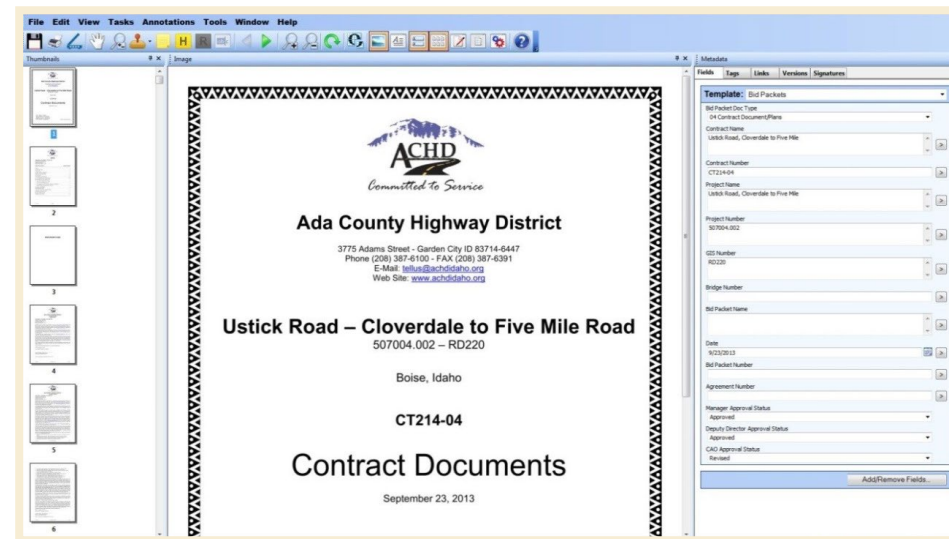 File Edit View Tasks Annotations Tools Window Help
Thumbnails
Image
Metadata
1
2
3
4
5
6
ACHD
Committed to Service
Ada County Highway District
3775 Adams Street - Garden City ID 83714-6447
Phone (208) 387-6100 - FAX (208) 387-6391
E-Mail: tellus@achdidaho.org
Web Site: www.achdidaho.org
Ustick Road – Cloverdale to Five Mile Road
507004.002 – RD220
Boise, Idaho
CT214-04
Contract Documents
September 23, 2013
Fields Tags Links Versions Signatures
Template: Bid Packets
Bid Packet Doc Type
04 Contract Document/Plans
Contract Name
Ustick Road, Cloverdale to Five Mile
Contract Number
CT214-04
Project Name
Ustick Road, Cloverdale to Five Mile
Project Number
507004.002
GIS Number
RD220
Bridge Number
Bid Packet Name
Date
9/23/2013
Bid Packet Number
Agreement Number
Manager Approval Status
Approved
Deputy Director Approval Status
Approved
CAO Approval Status
Revised
Add/Remove Fields...